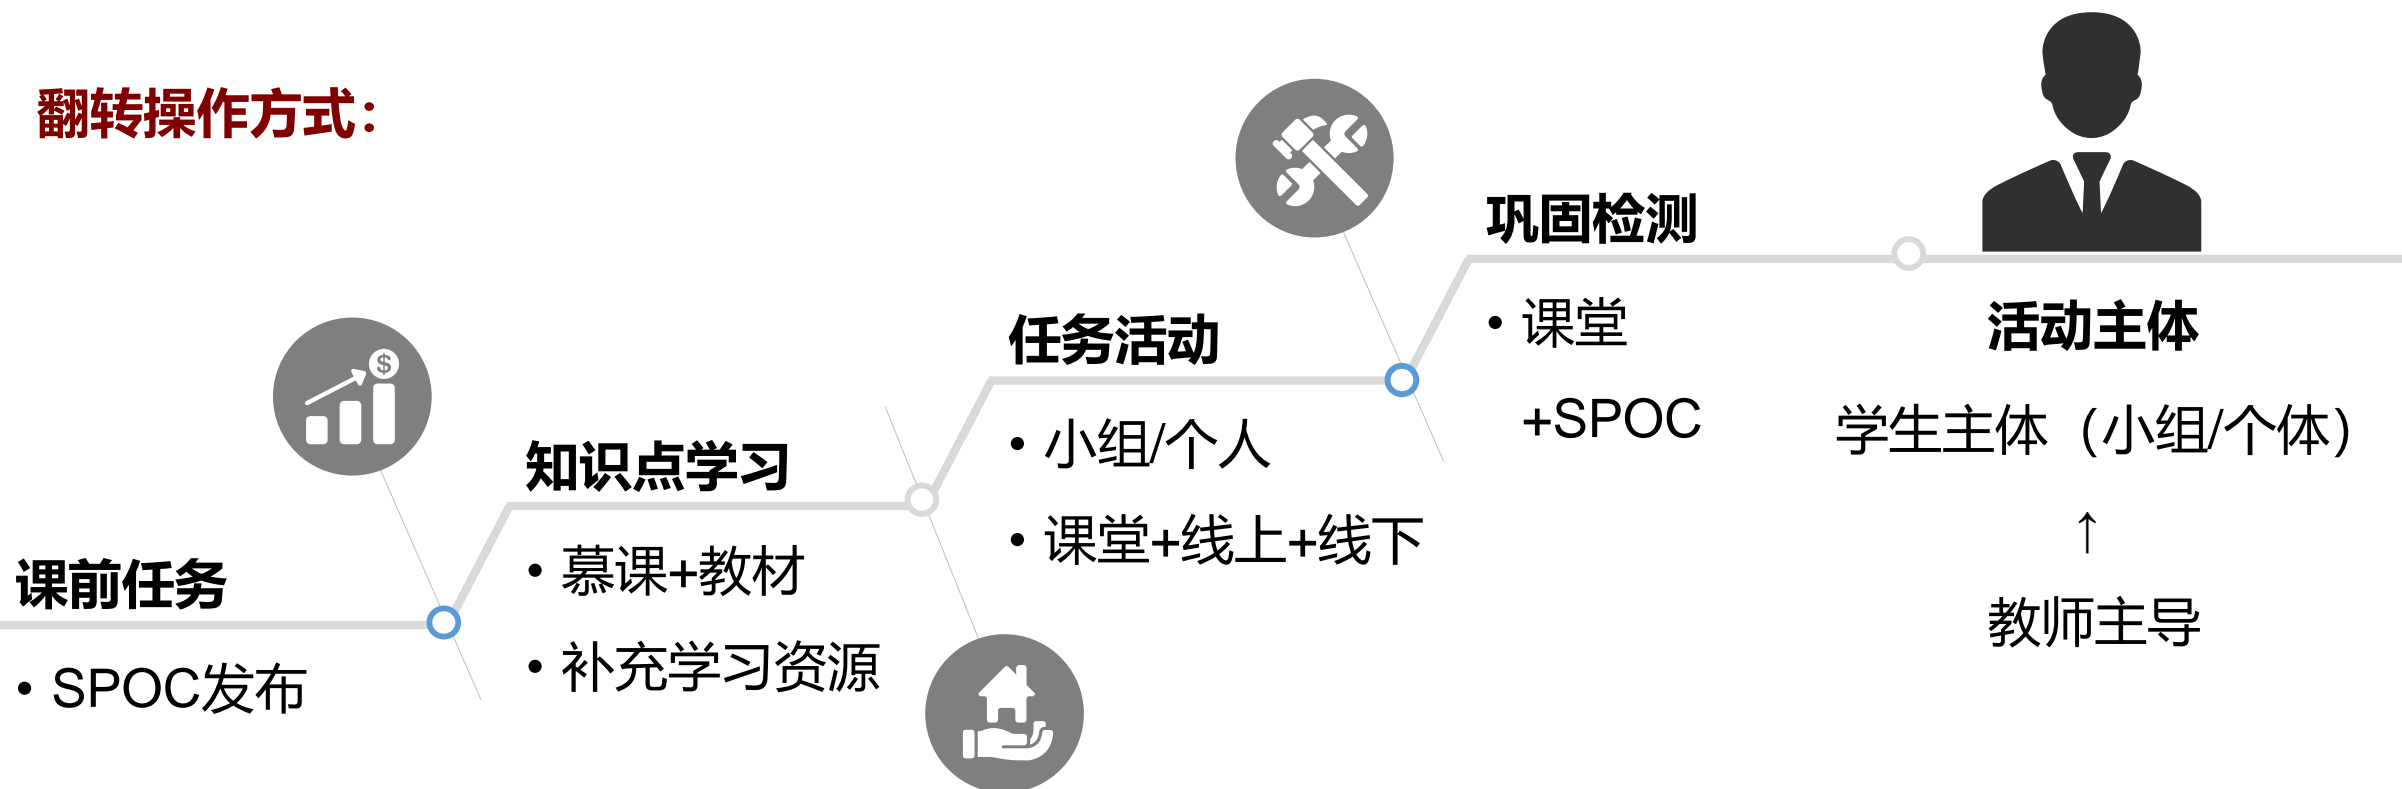 翻转操作方式：
课前任务
• SPOC发布
知识点学习
• 慕课+教材
• 补充学习资源
任务活动
• 小组/个人
• 课堂+线上+线下
巩固检测
• 课堂
+SPOC
活动主体
学生主体（小组/个体）
↑
教师主导
$